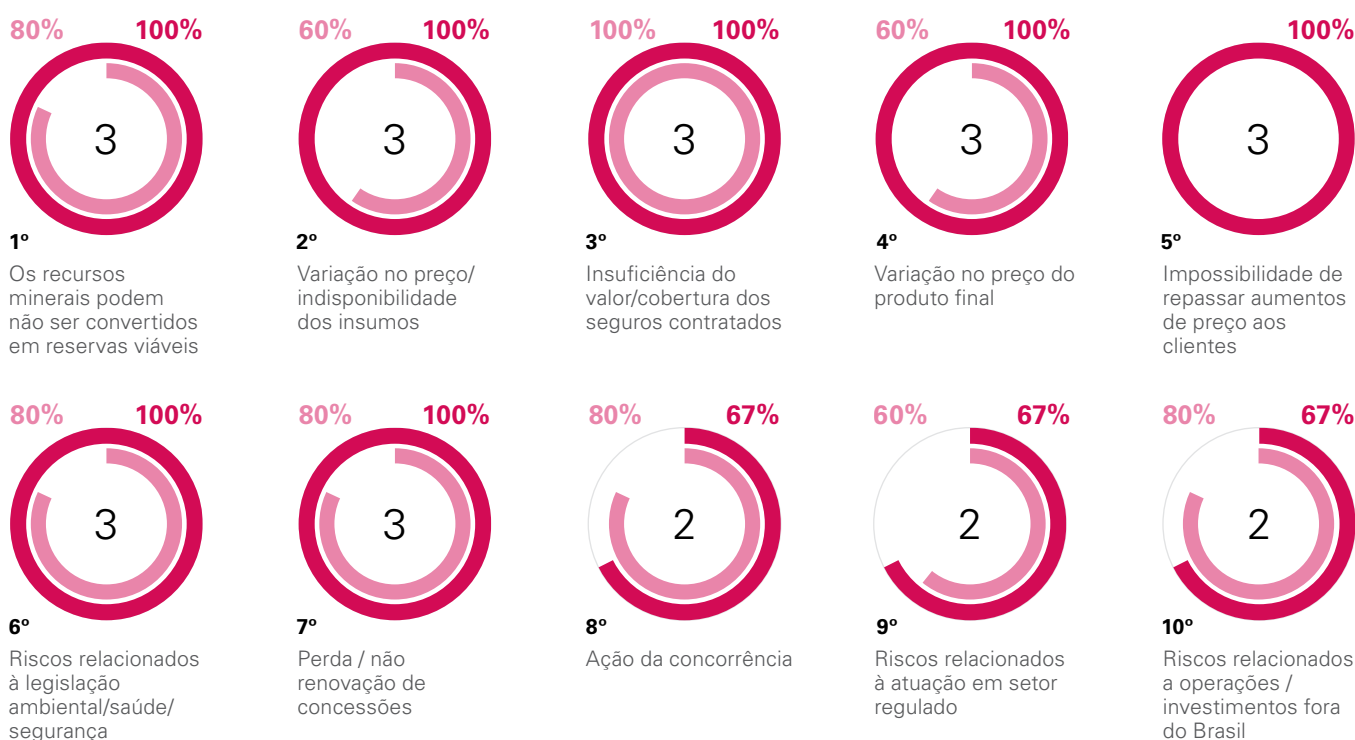 80% 100%
3
1º
Os recursos
minerais podem
não ser convertidos
em reservas viáveis
60% 100%
3
2º
Variação no preço/
indisponibilidade
dos insumos
100% 100%
3
3º
Insuficiência do
valor/cobertura dos
seguros contratados
60% 100%
3
4º
Variação no preço do
produto final
100%
3
5º
Impossibilidade de
repassar aumentos
de preço aos
clientes
80% 100%
3
6º
Riscos relacionados
à legislação
ambiental/saúde/
segurança
80% 100%
3
7º
Perda / não
renovação de
concessões
80% 67%
2
8º
Ação da concorrência
60% 67%
2
9º
Riscos relacionados
à atuação em setor
regulado
80% 67%
2
10º
Riscos relacionados
a operações /
investimentos fora
do Brasil